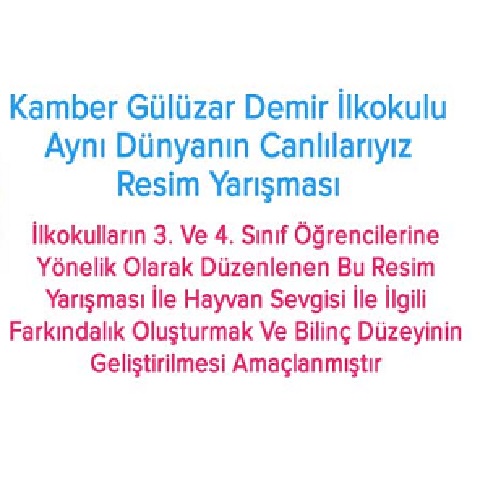 Kamber Gülüzar Demir İlkokulu
Aynı Dünyanın Canlılarıyız
Resim Yarışması
İlkokulların 3. Ve 4. Sınıf Öğrencilerine
Yönelik Olarak Düzenlenen Bu Resim
Yarışması İle Hayvan Sevgisi İle İlgili
Farkındalık Oluşturmak Ve Bilinç Düzeyinin
Geliştirilmesi Amaçlanmıştır